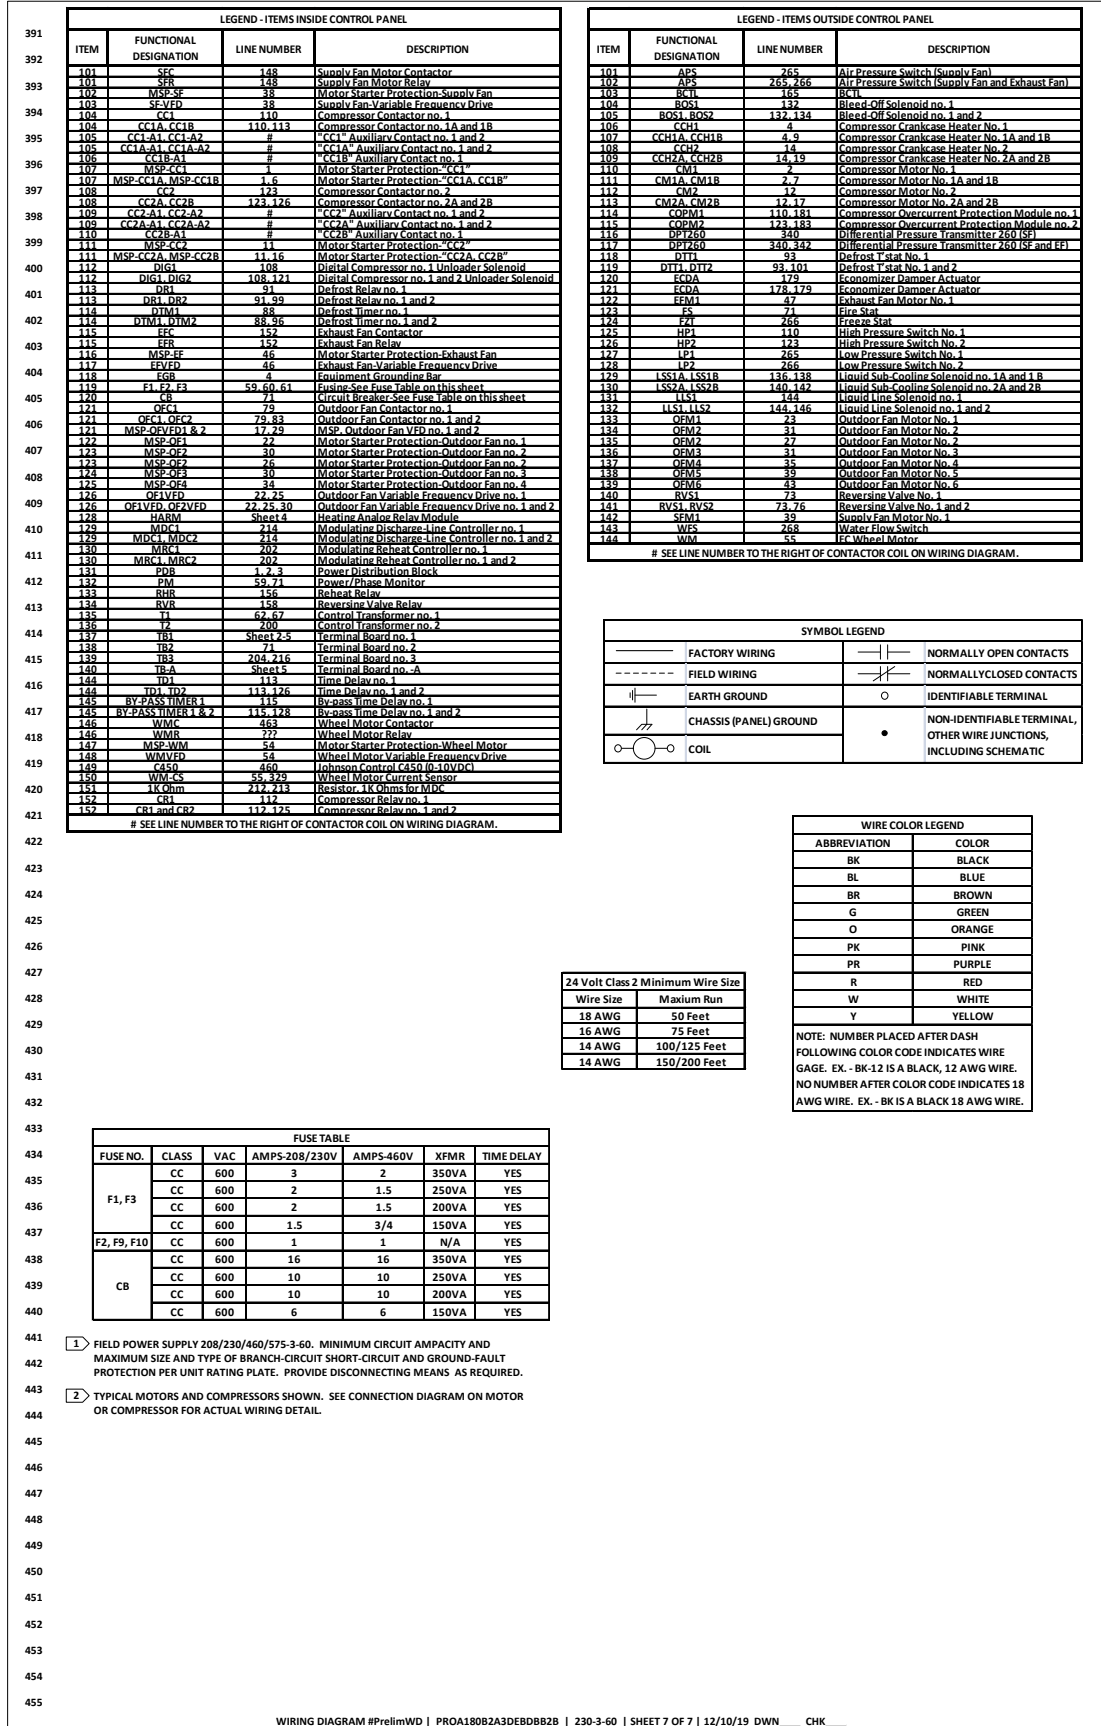 LEGEND - ITEMS INSIDE CONTROL PANEL
ITEM FUNCTIONAL DESIGNATION LINE NUMBER DESCRIPTION
101 SFC 148 Supply Fan Motor Contactor
101 SFR 148 Supply Fan Motor Relay
102 MSP-SF 38 Motor Starter Protection-Supply Fan
103 SF-VFD 38 Supply Fan-Variable Frequency Drive
104 CC1 110 Compressor Contactor no. 1
104 CC1A, CC1B 110,113 Compressor Contactor no. 1A and 1B
105 CC1-A1, CC1-A2 # "CC1" Auxiliary Contact no. 1 and 2
105 CC1A-A1, CC1A-A2 # "CC1A" Auxiliary Contact no. 1 and 2
106 CC1B-A1 # "CC1B" Auxiliary Contact no. 1
107 MSP-CC1 1 Motor Starter Protection-“CC1”
107 MSP-CC1A, MSP-CC1B 1, 6 Motor Starter Protection-“CC1A, CC1B”
108 CC2 123 Compressor Contactor no. 2
108 CC2A, CC2B 123,126 Compressor Contactor no. 2A and 2B
109 CC2-A1, CC2-A2 # "CC2" Auxiliary Contact no. 1 and 2
109 CC2A-A1, CC2A-A2 # "CC2A" Auxiliary Contact no. 1 and 2
110 CC2B-A1 # "CC2B" Auxiliary Contact no. 1
111 MSP-CC2 11 Motor Starter Protection-“CC2”
111 MSP-CC2A, MSP-CC2B 11, 16 Motor Starter Protection-“CC2A, CC2B”
112 DIG1 108 Digital Compressor no. 1 Unloader Solenoid
112 DIG1, DIG2 108,121 Digital Compressor no. 1 and 2 Unloader Solenoid
113 DR1 91 Defrost Relay no. 1
113 DR1, DR2 91,99 Defrost Relay no. 1 and 2
114 DTM1 88 Defrost Timer no. 1
114 DTM1, DTM2 88,96 Defrost Timer no. 1 and 2
115 EFC 152 Exhaust Fan Contactor
115 EFR 152 Exhaust Fan Relay
116 MSP-EF 46 Motor Starter Protection-Exhaust Fan
117 EFVFD 46 Exhaust Fan-Variable Frequency Drive
118 EGB 4 Equipment Grounding Bar
119 F1, F2, F3 59,60,61 Fusing-See Fuse Table on this sheet
120 CB 71 Circuit Breaker-See Fuse Table on this sheet
121 OFC1 79 Outdoor Fan Contactor no. 1
121 OFC1, OFC2 79,83 Outdoor Fan Contactor no. 1 and 2
121 MSP-OFVFD1 & 2 17,29 MSP, Outdoor Fan VFD no. 1 and 2
122 MSP-OF1 22 Motor Starter Protection-Outdoor Fan no. 1
123 MSP-OF2 30 Motor Starter Protection-Outdoor Fan no. 2
123 MSP-OF2 26 Motor Starter Protection-Outdoor Fan no. 2
124 MSP-OF3 30 Motor Starter Protection-Outdoor Fan no. 3
125 MSP-OF4 34 Motor Starter Protection-Outdoor Fan no. 4
126 OF1VFD 22,25 Outdoor Fan Variable Frequency Drive no. 1
126 OF1VFD, OF2VFD 22,25,30 Outdoor Fan Variable Frequency Drive no. 1 and 2
128 HARM Sheet 4 Heating Analog Relay Module
129 MDC1 214 Modulating Discharge-Line Controller no. 1
129 MDC1, MDC2 214 Modulating Discharge-Line Controller no. 1 and 2
130 MRC1 202 Modulating Reheat Controller no. 1
130 MRC1, MRC2 202 Modulating Reheat Controller no. 1 and 2
131 PDB 1, 2, 3 Power Distribution Block
132 PM 59,71 Power/Phase Monitor
133 RHR 156 Reheat Relay
134 RVR 158 Reversing Valve Relay
135 T1 62,67 Control Transformer no. 1
136 T2 200 Control Transformer no. 2
137 TB1 Sheet 2-5 Terminal Board no. 1
138 TB2 71 Terminal Board no. 2
139 TB3 204,216 Terminal Board no. 3
140 TB-A Sheet 5 Terminal Board no. -A
144 TD1 113 Time Delay no. 1
144 TD1, TD2 113,126 Time Delay no. 1 and 2
145 BY-PASS TIMER 1 115 By-pass Time Delay no. 1
145 BY-PASS TIMER 1 & 2 115,128 By-pass Time Delay no. 1 and 2
146 WMC 463 Wheel Motor Contactor
146 WMR ??? Wheel Motor Relay
147 MSP-WM 54 Motor Starter Protection-Wheel Motor
148 WMVFD 54 Wheel Motor Variable Frequency Drive
149 C450 460 Johnson Control C450 (0-10VDC)
150 WM-CS 55,329 Wheel Motor Current Sensor
151 1K Ohm 212,213 Resistor, 1K Ohms for MDC
152 CR1 112 Compressor Relay no. 1
152 CR1 and CR2 112,125 Compressor Relay no. 1 and 2
# SEE LINE NUMBER TO THE RIGHT OF CONTACTOR COIL ON WIRING DIAGRAM.
LEGEND - ITEMS OUTSIDE CONTROL PANEL
ITEM FUNCTIONAL DESIGNATION LINE NUMBER DESCRIPTION
101 APS 265 Air Pressure Switch (Supply Fan)
102 APS 265,266 Air Pressure Switch (Supply Fan and Exhaust Fan)
103 BCTL 165 BCTL
104 BOS1 132 Bleed-Off Solenoid no. 1
105 BOS1, BOS2 132,134 Bleed-Off Solenoid no. 1 and 2
106 CCH1 4 Compressor Crankcase Heater No. 1
107 CCH1A, CCH1B 4,9 Compressor Crankcase Heater No. 1A and 1B
108 CCH2 14 Compressor Crankcase Heater No. 2
109 CCH2A, CCH2B 14,19 Compressor Crankcase Heater No. 2A and 2B
110 CM1 2 Compressor Motor No. 1
111 CM1A, CM1B 2,7 Compressor Motor No. 1A and 1B
112 CM2 12 Compressor Motor No. 2
113 CM2A, CM2B 12,17 Compressor Motor No. 2A and 2B
114 COPM1 110,181 Compressor Overcurrent Protection Module no. 1
115 COPM2 123,183 Compressor Overcurrent Protection Module no. 2
116 DPT260 340 Differential Pressure Transmitter 260 (SF)
117 DPT260 340,342 Differential Pressure Transmitter 260 (SF and EF)
118 DTT1 93 Defrost T'stat No. 1
119 DTT1, DTT2 93,101 Defrost T'stat No. 1 and 2
120 ECDA 179 Economizer Damper Actuator
121 ECDA 178,179 Economizer Damper Actuator
122 EFM1 47 Exhaust Fan Motor No. 1
123 FS 71 Fire Stat
124 FZT 266 Freeze Stat
125 HP1 110 High Pressure Switch No. 1
126 HP2 123 High Pressure Switch No. 2
127 LP1 265 Low Pressure Switch No. 1
128 LP2 266 Low Pressure Switch No. 2
129 LSS1A, LSS1B 136,138 Liquid Sub-Cooling Solenoid no. 1A and 1 B
130 LSS2A, LSS2B 140,142 Liquid Sub-Cooling Solenoid no. 2A and 2B
131 LLS1 144 Liquid Line Solenoid no. 1
132 LLS1, LLS2 144,146 Liquid Line Solenoid no. 1 and 2
133 OFM1 23 Outdoor Fan Motor No. 1
134 OFM2 31 Outdoor Fan Motor No. 2
135 OFM2 27 Outdoor Fan Motor No. 2
136 OFM3 31 Outdoor Fan Motor No. 3
137 OFM4 35 Outdoor Fan Motor No. 4
138 OFM5 39 Outdoor Fan Motor No. 5
139 OFM6 43 Outdoor Fan Motor No. 6
140 RVS1 73 Reversing Valve No. 1
141 RVS1, RVS2 73,76 Reversing Valve No. 1 and 2
142 SFM1 39 Supply Fan Motor No. 1
143 WFS 268 Water Flow Switch
144 WM 55 EC Wheel Motor
# SEE LINE NUMBER TO THE RIGHT OF CONTACTOR COIL ON WIRING DIAGRAM.
SYMBOL LEGEND
FACTORY WIRING NORMALLY OPEN CONTACTS
FIELD WIRING NORMALLYCLOSED CONTACTS
EARTH GROUND IDENTIFIABLE TERMINAL
CHASSIS (PANEL) GROUND
COIL
NON-IDENTIFIABLE TERMINAL,
OTHER WIRE JUNCTIONS,
INCLUDING SCHEMATIC
WIRE COLOR LEGEND
ABBREVIATION COLOR
BK BLACK
BL BLUE
BR BROWN
G GREEN
O ORANGE
PK PINK
PR PURPLE
R RED
W WHITE
Y YELLOW
NOTE: NUMBER PLACED AFTER DASH
FOLLOWING COLOR CODE INDICATES WIRE
GAGE. EX. - BK-12 IS A BLACK, 12 AWG WIRE.
NO NUMBER AFTER COLOR CODE INDICATES 18
AWG WIRE. EX. - BK IS A BLACK 18 AWG WIRE.
24 Volt Class 2 Minimum Wire Size
Wire Size Maxium Run
18 AWG 50 Feet
16 AWG 75 Feet
14 AWG 100/125 Feet
14 AWG 150/200 Feet
FUSE TABLE
FUSE NO. CLASS VAC AMPS-208/230V AMPS-460V XFMR TIME DELAY
F1, F3
CC 600 3 2 350VA YES
CC 600 2 1.5 250VA YES
CC 600 2 1.5 200VA YES
CC 600 1.5 3/4 150VA YES
F2, F9, F10 CC 600 1 1 N/A YES
CB
CC 600 16 16 350VA YES
CC 600 10 10 250VA YES
CC 600 10 10 200VA YES
CC 600 6 6 150VA YES
1 FIELD POWER SUPPLY 208/230/460/575-3-60. MINIMUM CIRCUIT AMPACITY AND
MAXIMUM SIZE AND TYPE OF BRANCH-CIRCUIT SHORT-CIRCUIT AND GROUND-FAULT
PROTECTION PER UNIT RATING PLATE. PROVIDE DISCONNECTING MEANS AS REQUIRED.
2 TYPICAL MOTORS AND COMPRESSORS SHOWN. SEE CONNECTION DIAGRAM ON MOTOR
OR COMPRESSOR FOR ACTUAL WIRING DETAIL.
391
392
393
394
395
396
397
398
399
400
401
402
403
404
405
406
407
408
409
410
411
412
413
414
415
416
417
418
419
420
421
422
423
424
425
426
427
428
429
430
431
432
433
434
435
436
437
438
439
440
441
442
443
444
445
446
447
448
449
450
451
452
453
454
455
WIRING DIAGRAM #PrelimWD | PROA180B2A3DEBDBB2B | 230-3-60 | SHEET 7 OF 7 | 12/10/19 DWN____ CHK____